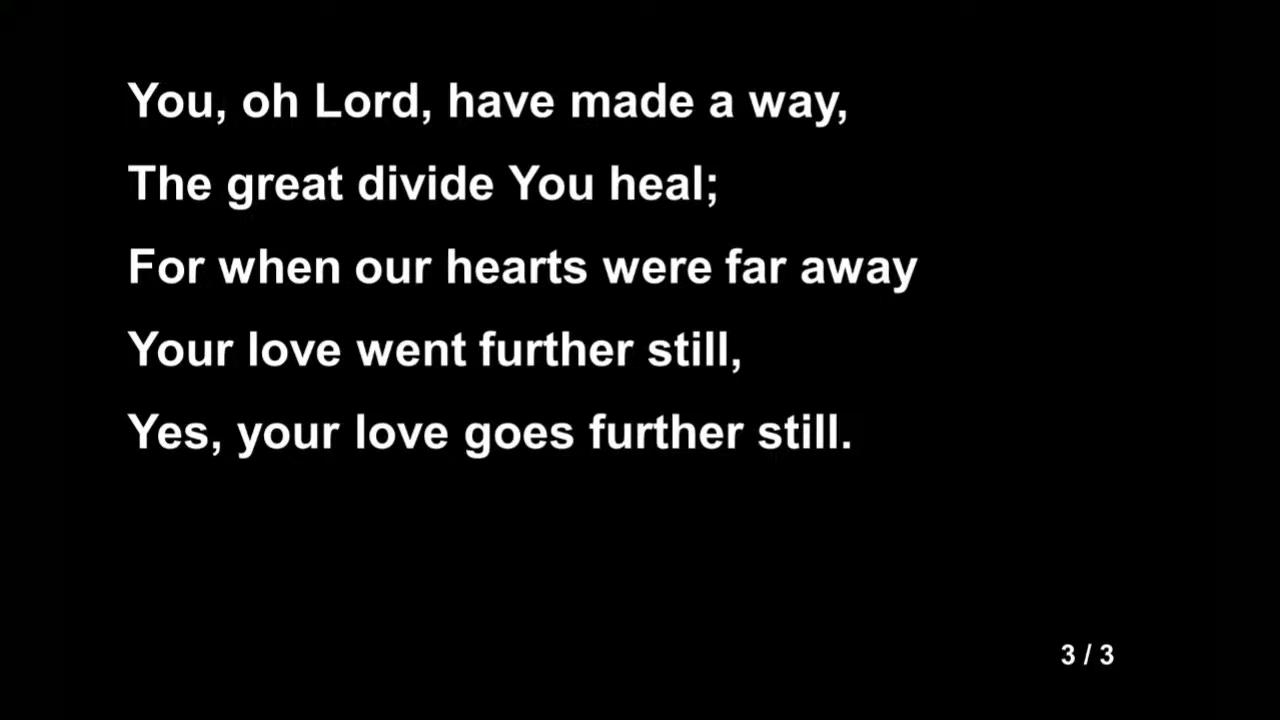 You, oh Lord, have made a way,
The great divide You heal;
For when our hearts were far away
Your love went further still,
Yes, your love goes further still.
3 / 3